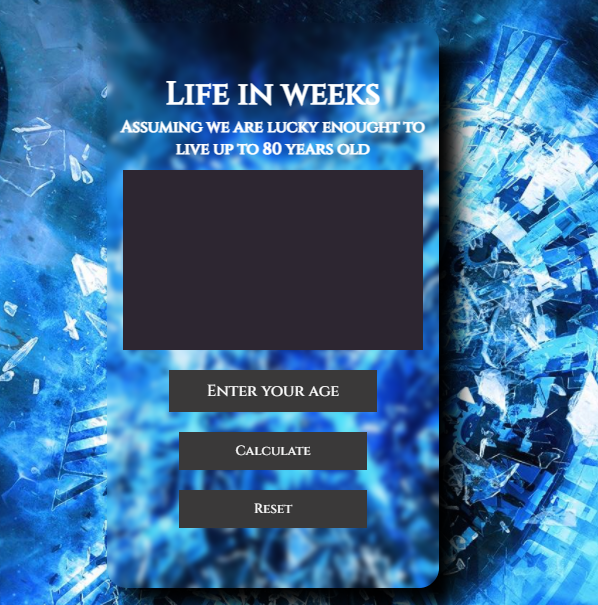 Life in weeks
Assuming we are lucky enought to
live up to 80 years old
Enter your age
Calculate
Reset